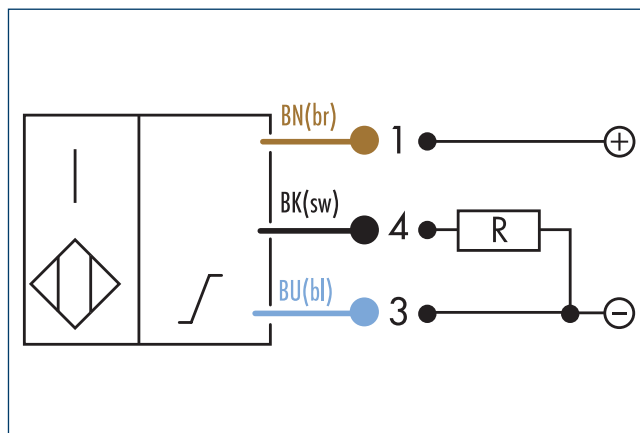 BN(br) 1 +
BK(sw) 4 R
BU(bl) 3 −